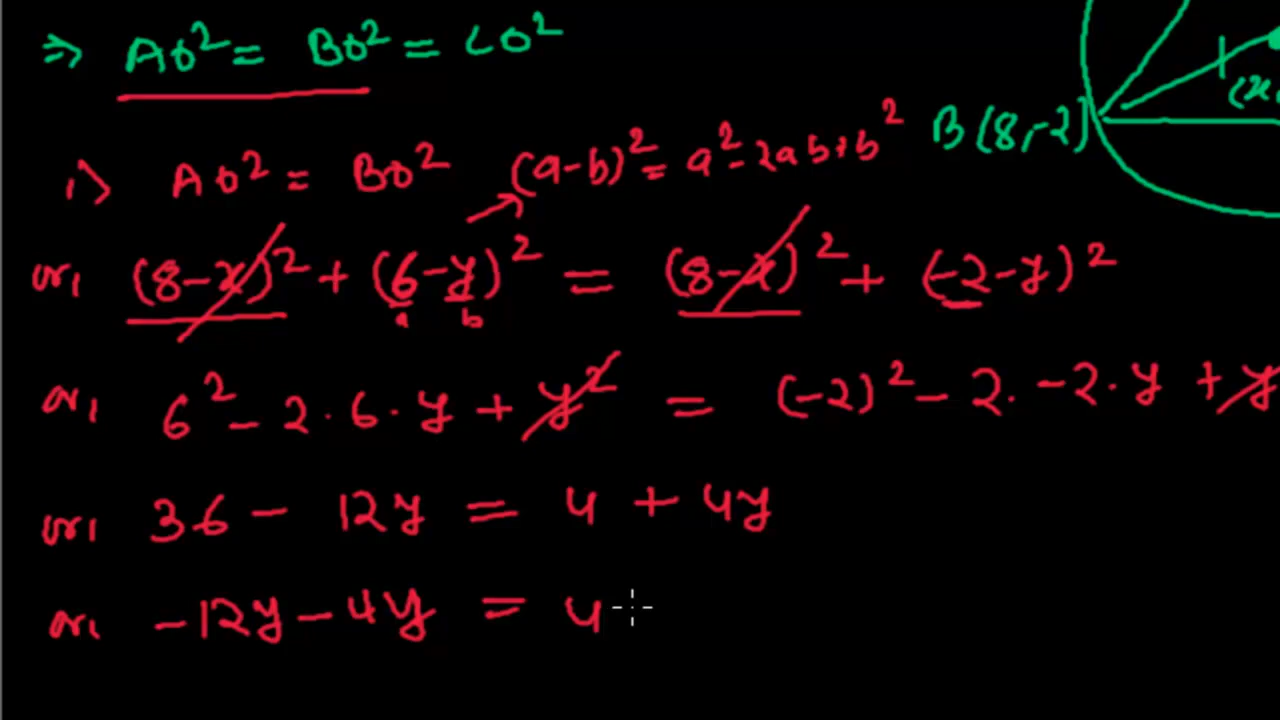 ⇒ AO² = BO² = CO²
(x,
B (8,-2)
i) AO² = BO² (a-b)² = a² - 2ab + b²
or, (8-x)² + (6-y)² = (8-x)² + (-2-y)²
a b
or, 6² - 2·6·y + y² = (-2)² - 2·-2·y + y
or, 36 - 12y = 4 + 4y
or, -12y - 4y = 4